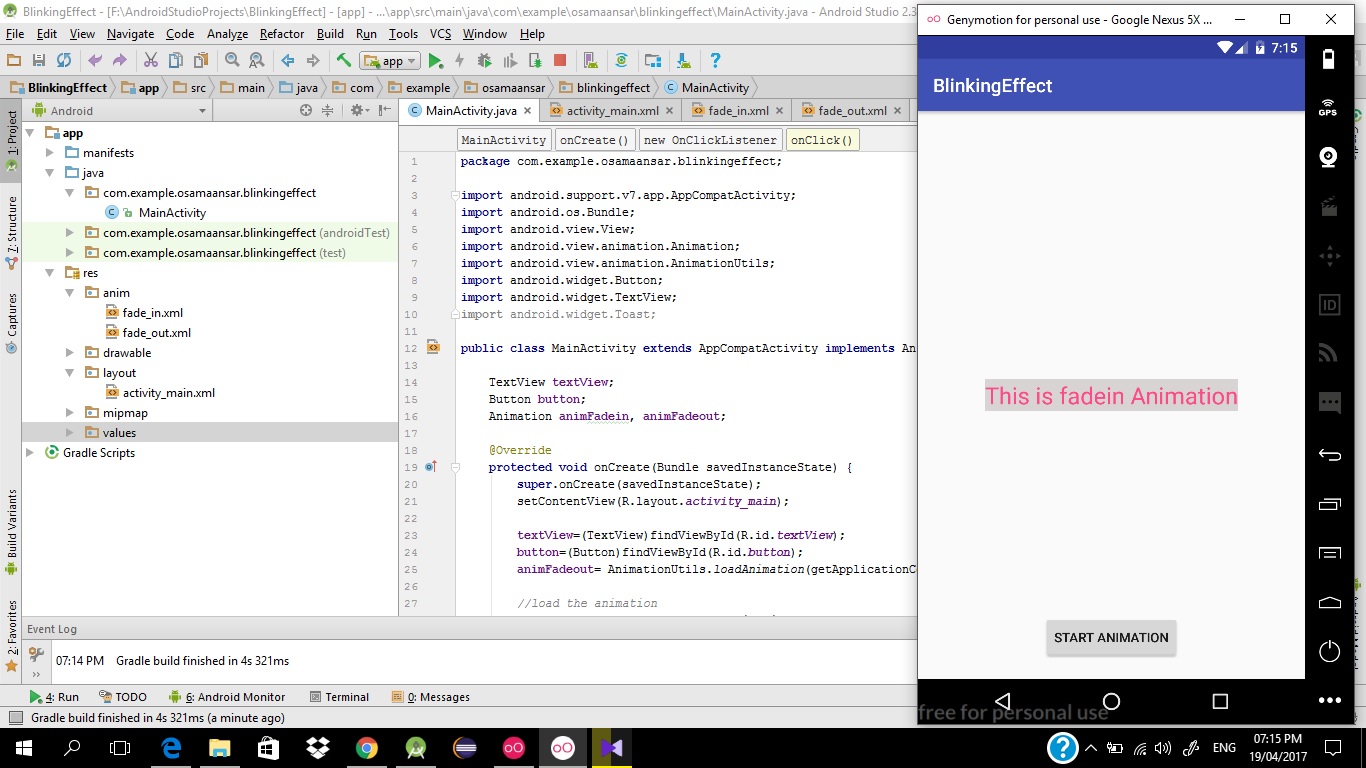 BlinkingEffect - [F:\AndroidStudioProjects\BlinkingEffect] - [app] - ...\app\src\main\java\com\example\osamaansar\blinkingeffect\MainActivity.java - Android Studio 2.3
File Edit View Navigate Code Analyze Refactor Build Run Tools VCS Window Help
app
BlinkingEffect app src main java com example osamaansar blinkingeffect MainActivity
Android
MainActivity.java activity_main.xml fade_in.xml fade_out.xml
1: Project
7: Structure
Captures
Build Variants
2: Favorites
app
manifests
java
com.example.osamaansar.blinkingeffect
MainActivity
com.example.osamaansar.blinkingeffect (androidTest)
com.example.osamaansar.blinkingeffect (test)
res
anim
fade_in.xml
fade_out.xml
drawable
layout
activity_main.xml
mipmap
values
Gradle Scripts
MainActivity onCreate() new OnClickListener onClick()
1 package com.example.osamaansar.blinkingeffect;
2
3 import android.support.v7.app.AppCompatActivity;
4 import android.os.Bundle;
5 import android.view.View;
6 import android.view.animation.Animation;
7 import android.view.animation.AnimationUtils;
8 import android.widget.Button;
9 import android.widget.TextView;
10 import android.widget.Toast;
11
12 public class MainActivity extends AppCompatActivity implements An
13
14 TextView textView;
15 Button button;
16 Animation animFadein, animFadeout;
17
18 @Override
19 protected void onCreate(Bundle savedInstanceState) {
20 super.onCreate(savedInstanceState);
21 setContentView(R.layout.activity_main);
22
23 textView=(TextView)findViewById(R.id.textView);
24 button=(Button)findViewById(R.id.button);
25 animFadeout= AnimationUtils.loadAnimation(getApplicationC
26
27 //load the animation
Event Log
07:14 PM Gradle build finished in 4s 321ms
4: Run TODO 6: Android Monitor Terminal 0: Messages
Gradle build finished in 4s 321ms (a minute ago)
Genymotion for personal use - Google Nexus 5X ...
7:15
BlinkingEffect
This is fadein Animation
START ANIMATION
free for personal use
GPS
ID
ENG
07:15 PM
19/04/2017